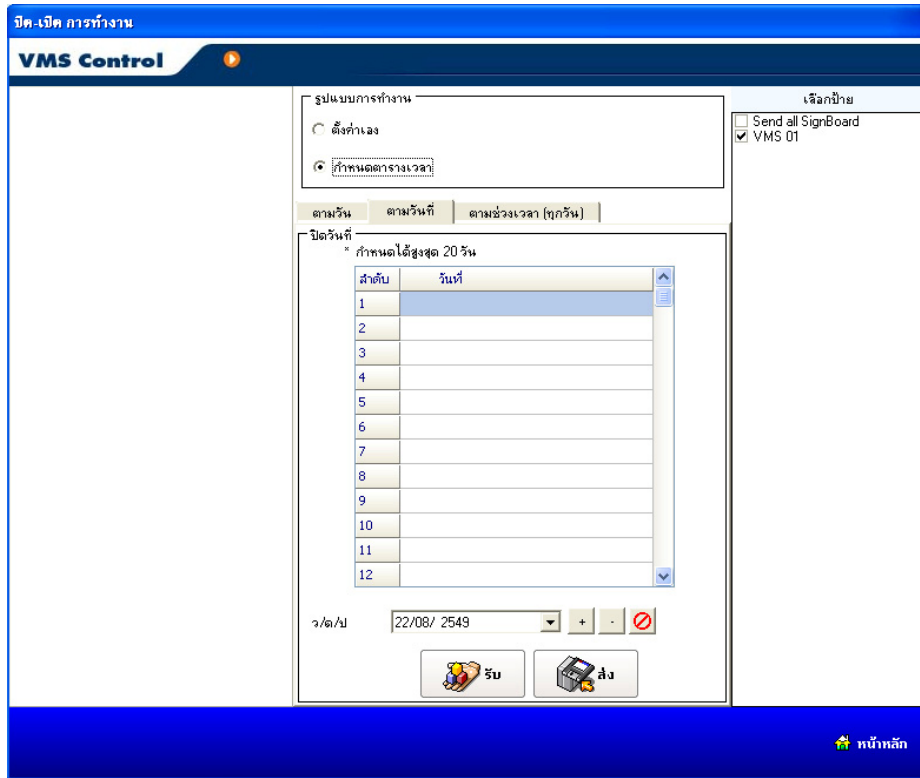 ปิด-เปิด การทำงาน
VMS Control
รูปแบบการทำงาน
ตั้งค่าเอง
กำหนดตารางเวลา
เลือกป้าย
Send all SignBoard
VMS 01
ตามวัน ตามวันที่ ตามช่วงเวลา (ทุกวัน)
ปิดวันที่
* กำหนดได้สูงสุด 20 วัน
ลำดับ วันที่
1
2
3
4
5
6
7
8
9
10
11
12
ว/ด/ป 22/08/ 2549 + -
รับ ส่ง
หน้าหลัก